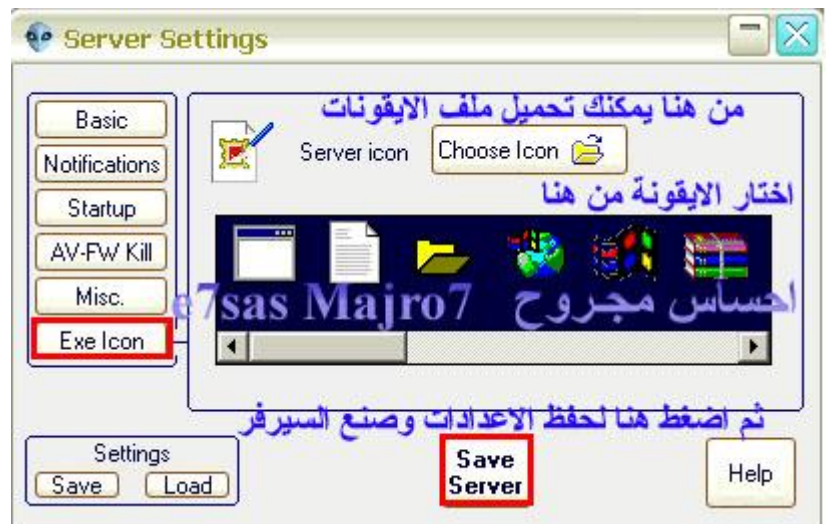 Server Settings
من هنا يمكنك تحميل ملف الايقونات
Basic
Server icon
Choose Icon
Notifications
اختار الايقونة من هنا
Startup
AV-FW Kill
Misc.
e7sas Majro7 احساس مجروح
Exe Icon
ثم اضغط هنا لحفظ الاعدادات وصنع السيرفر
Settings
Save Load
Save
Server
Help